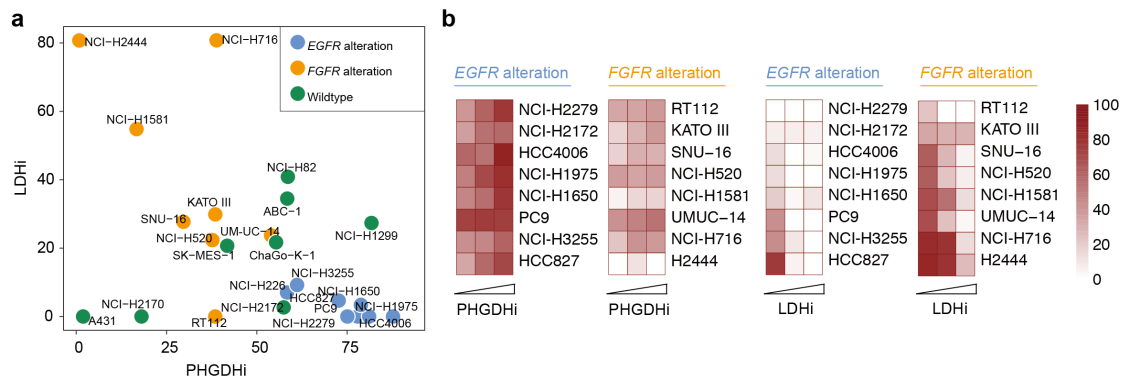 a
b
80
60
40
20
0
LDHi
0
25
50
75
PHGDHi
EGFR alteration
FGFR alteration
Wildtype
NCI−H2444
NCI−H716
NCI−H1581
NCI−H82
ABC−1
KATO III
SNU−16
UM−UC−14
NCI−H520
SK−MES−1
ChaGo−K−1
NCI−H1299
NCI−H3255
NCI−H226
HCC827
NCI−H1650
NCI−H2170
NCI−H2172
PC9
NCI−H1975
A431
RT112
NCI−H2279
HCC4006
EGFR alteration
NCI−H2279
NCI−H2172
HCC4006
NCI−H1975
NCI−H1650
PC9
NCI−H3255
HCC827
PHGDHi
FGFR alteration
RT112
KATO III
SNU−16
NCI−H520
NCI−H1581
UMUC−14
NCI−H716
H2444
PHGDHi
EGFR alteration
NCI−H2279
NCI−H2172
HCC4006
NCI−H1975
NCI−H1650
PC9
NCI−H3255
HCC827
LDHi
FGFR alteration
RT112
KATO III
SNU−16
NCI−H520
NCI−H1581
UMUC−14
NCI−H716
H2444
LDHi
100
80
60
40
20
0